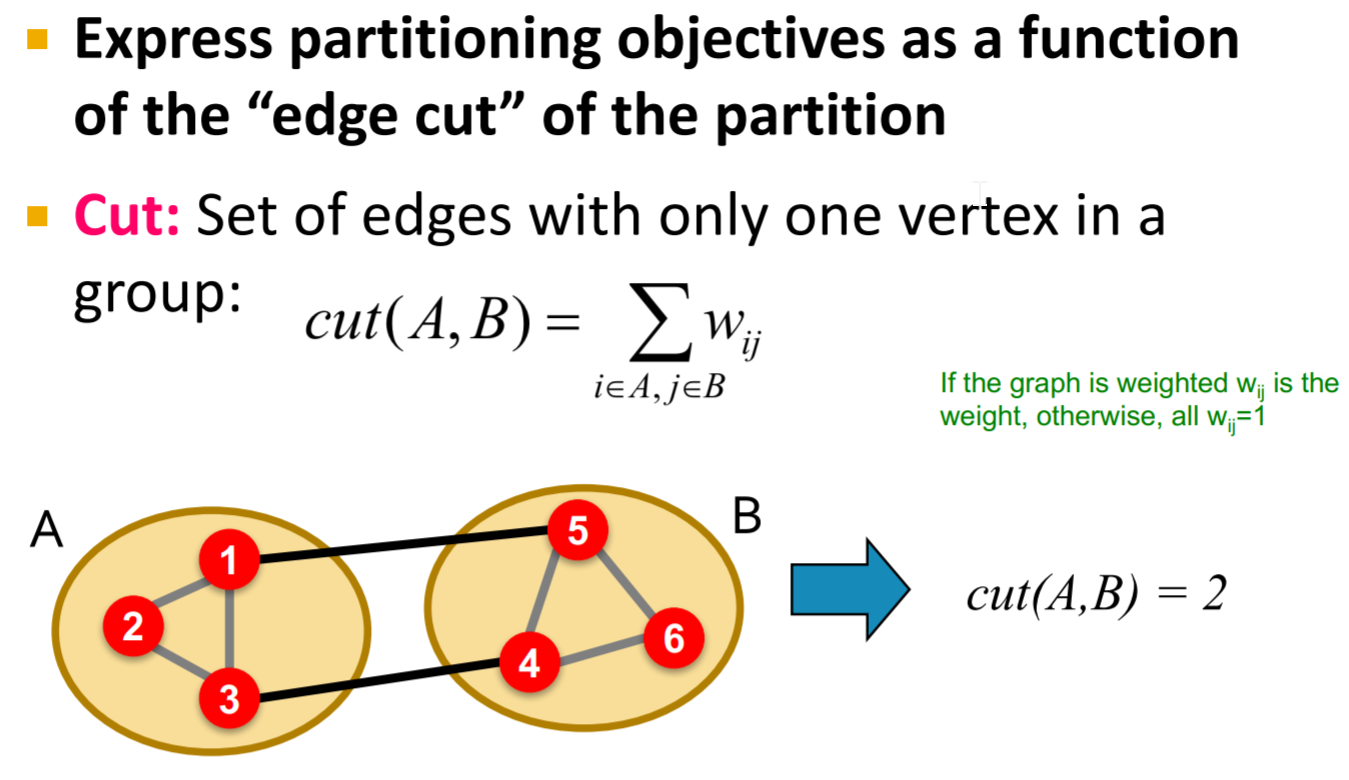 Express partitioning objectives as a function
of the “edge cut” of the partition
Cut: Set of edges with only one vertex in a
group:
cut(A, B) = ∑ w_ij
i∈A, j∈B
If the graph is weighted w_ij is the
weight, otherwise, all w_ij=1
A
B
1
2
3
5
4
6
cut(A,B) = 2